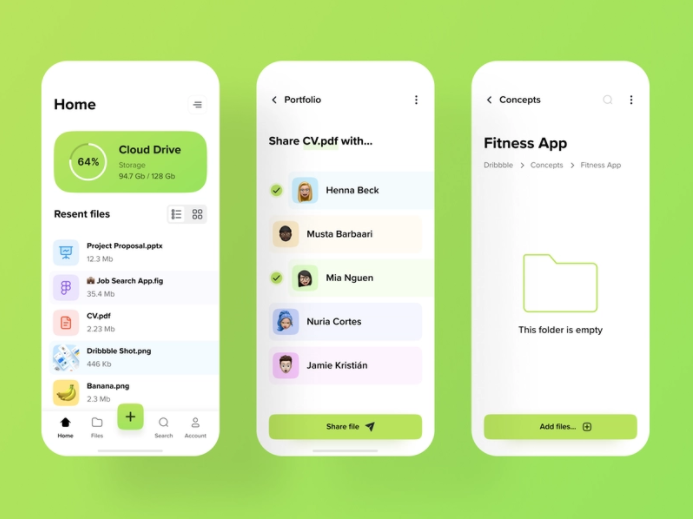 Home
64%
Cloud Drive
Storage
94.7 Gb / 128 Gb
Resent files
Project Proposal.pptx
12.3 Mb
Job Search App.fig
35.4 Mb
CV.pdf
2.23 Mb
Dribbble Shot.png
446 Kb
Banana.png
2.3 Mb
Home
Files
Search
Account
Portfolio
Share CV.pdf with...
Henna Beck
Musta Barbaari
Mia Nguen
Nuria Cortes
Jamie Kristián
Share file
Concepts
Fitness App
Dribbble > Concepts > Fitness App
This folder is empty
Add files...